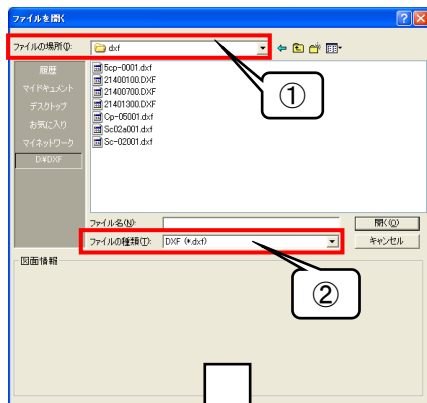 ファイルを開く
ファイルの場所(I):
dxf
履歴
マイドキュメント
デスクトップ
お気に入り
マイネットワーク
D:¥DXF
5cp-0001.dxf
21400100.DXF
21400700.DXF
21401300.DXF
Cp-05001.dxf
Sc02a001.dxf
Sc-02001.dxf
①
ファイル名(N):
開く(O)
ファイルの種類(T):
DXF (*.dxf)
キャンセル
図面情報
②